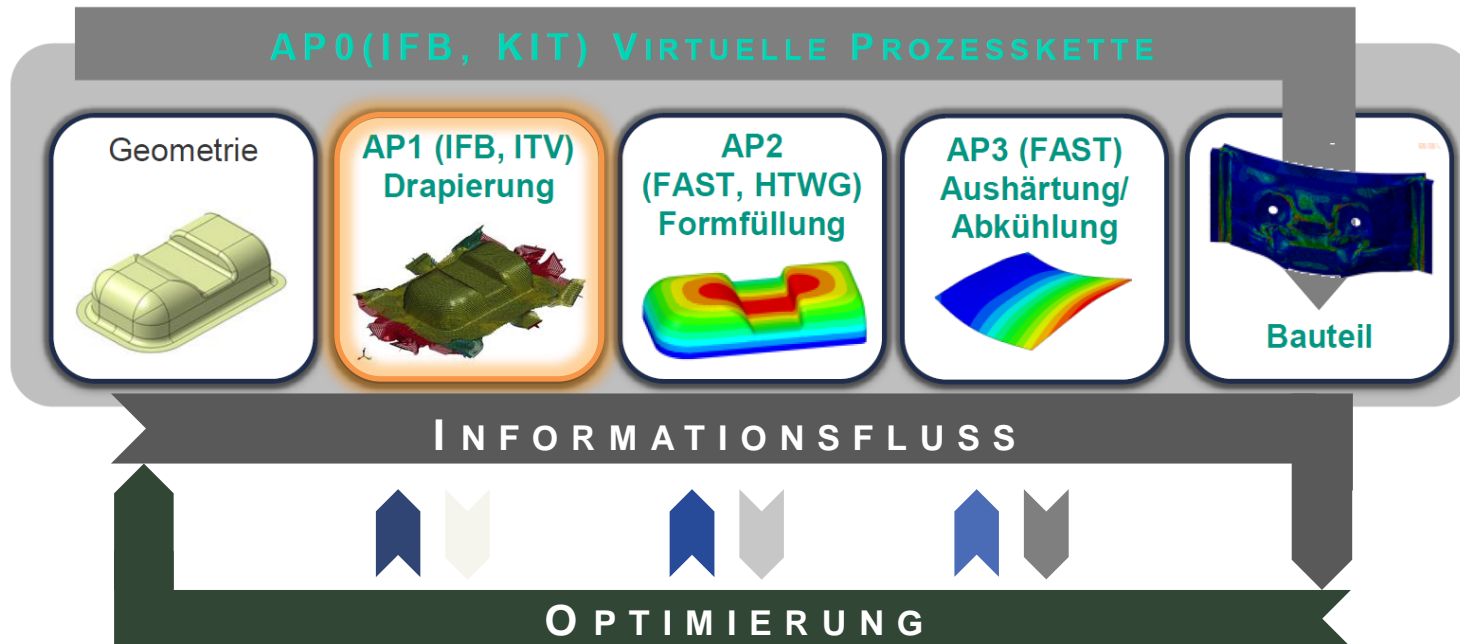 AP0(IFB, KIT) VIRTUELLE PROZESSKETTE
Geometrie
AP1 (IFB, ITV)
Drapierung
AP2
(FAST, HTWG)
Formfüllung
AP3 (FAST)
Aushärtung/
Abkühlung
Bauteil
INFORMATIONSFLUSS
OPTIMIERUNG